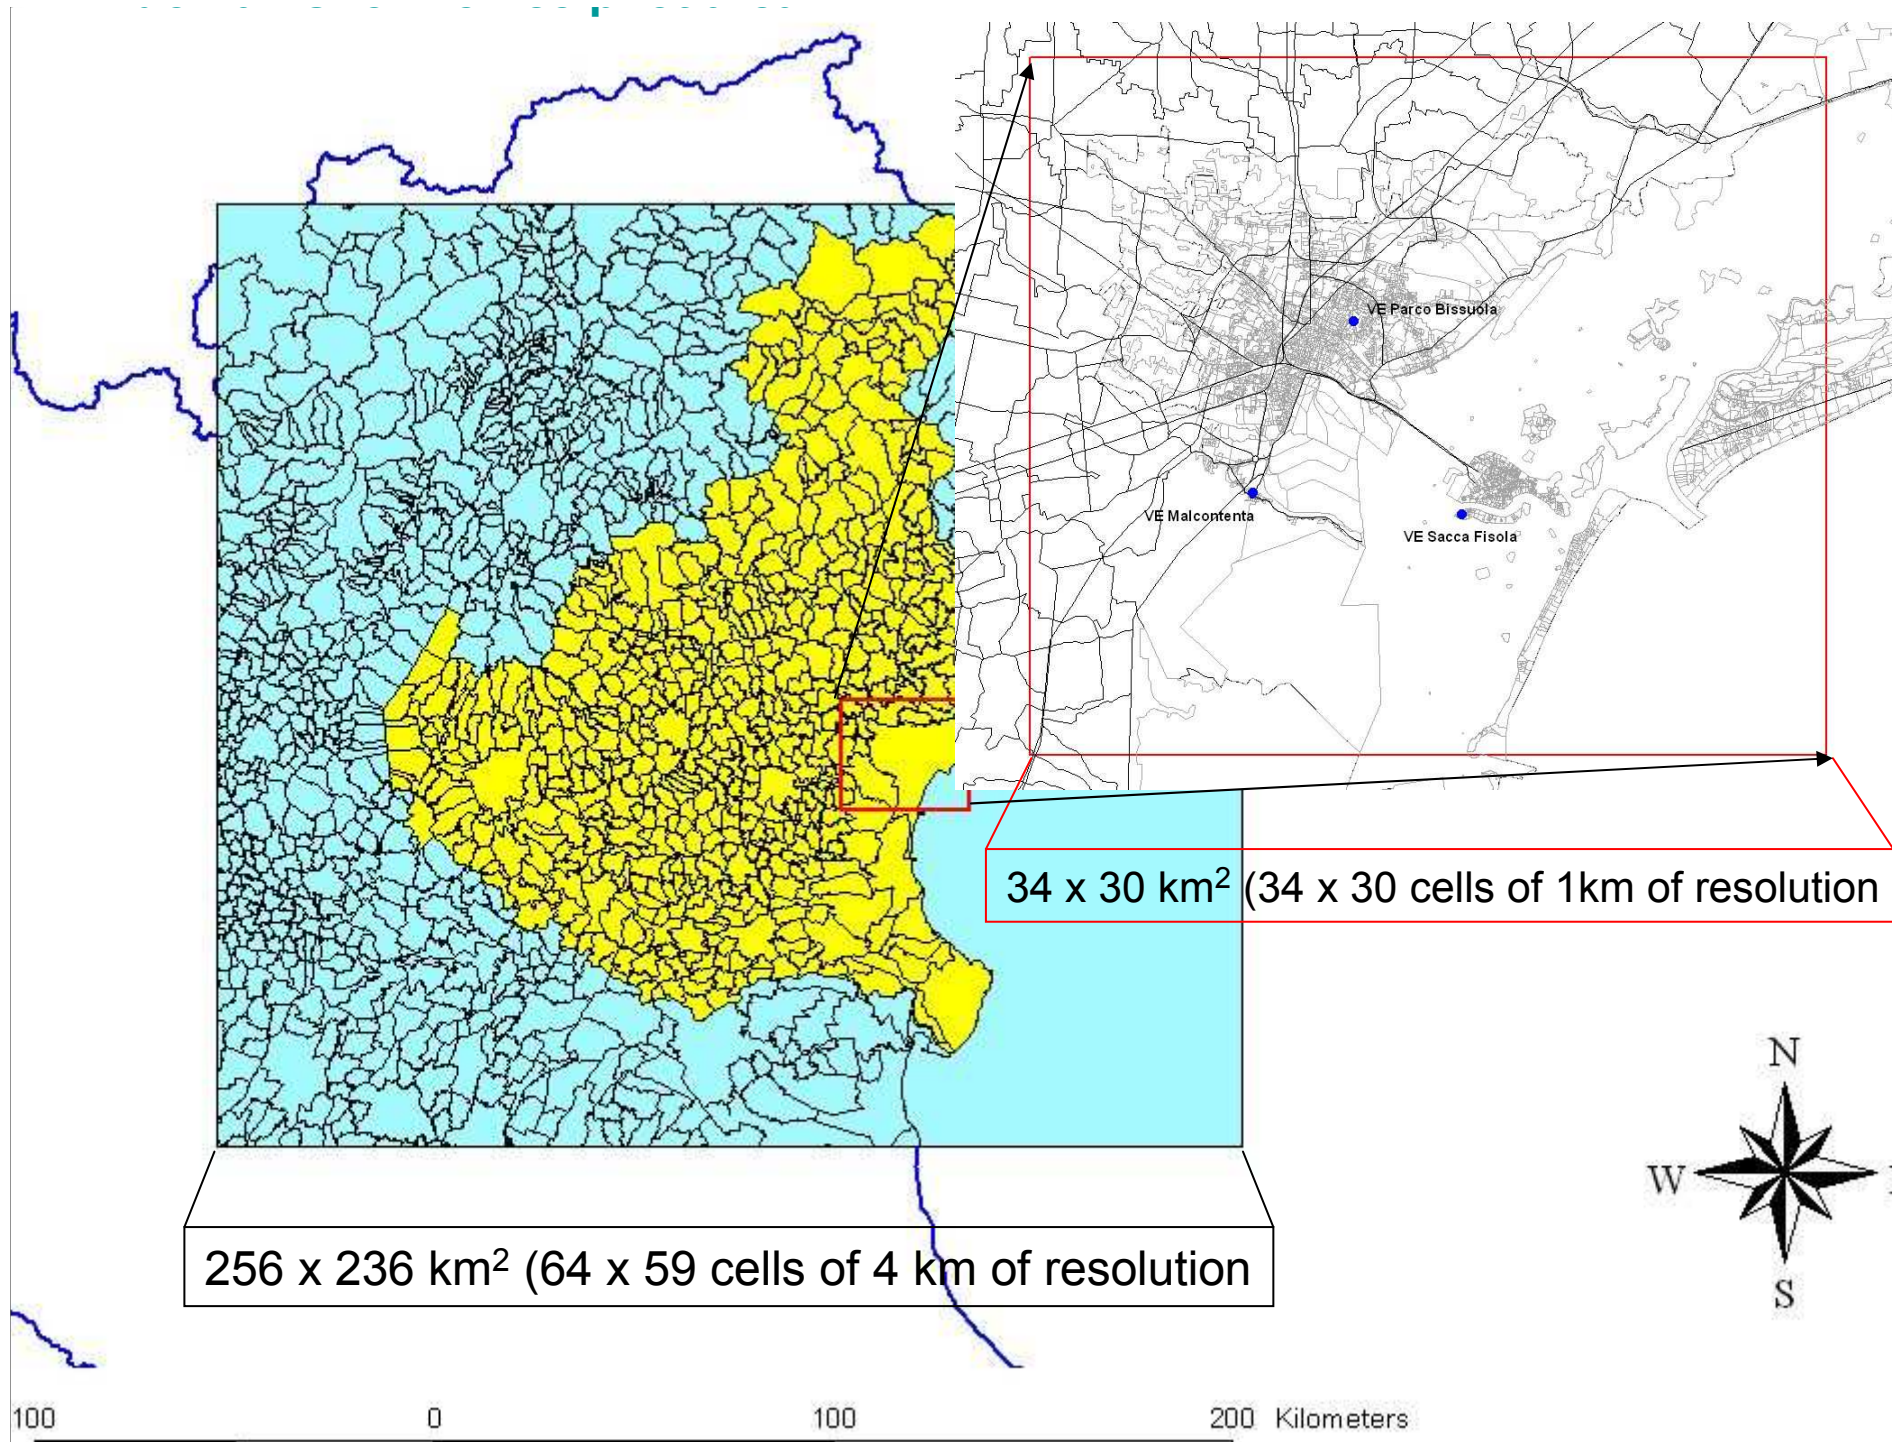 VE Parco Bissuola
VE Malcontenta
VE Sacca Fisola
34 x 30 km² (34 x 30 cells of 1km of resolution
256 x 236 km² (64 x 59 cells of 4 km of resolution
N
W
S
100 0 100 200 Kilometers